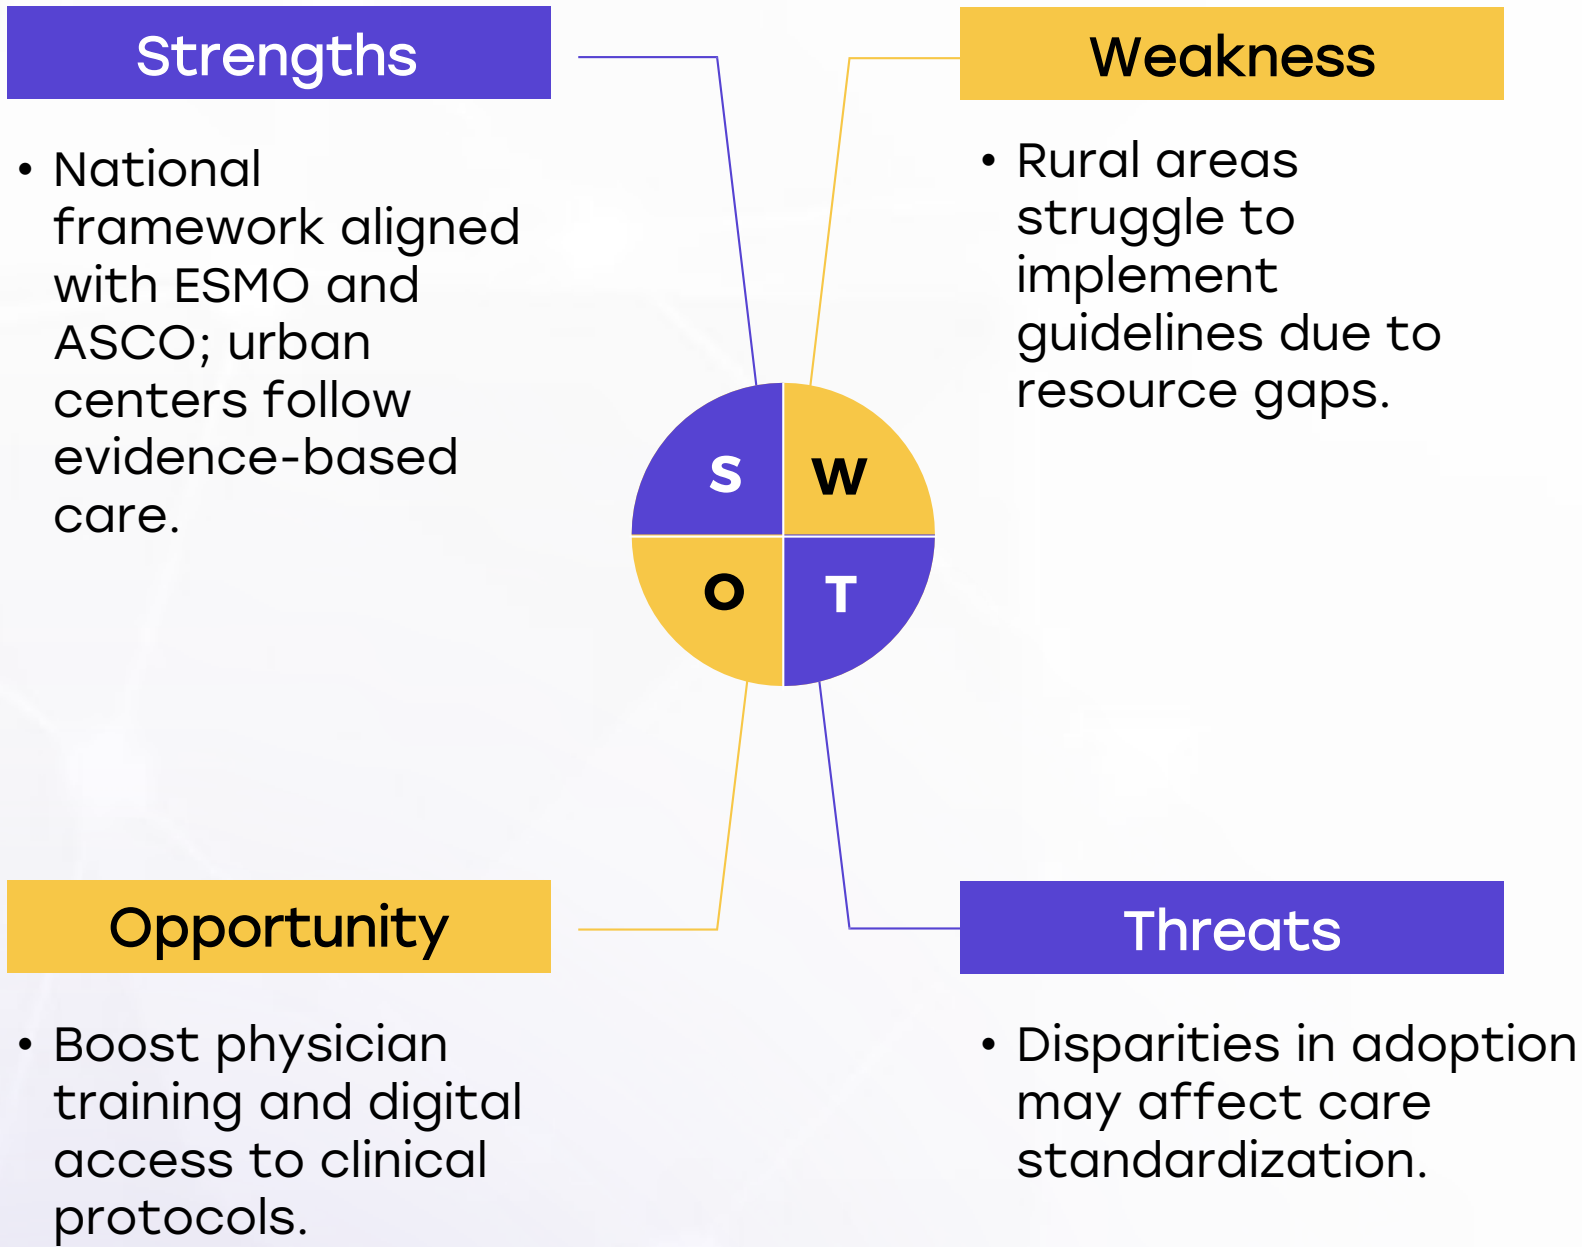 Strengths
• National
framework aligned
with ESMO and
ASCO; urban
centers follow
evidence-based
care.
Weakness
• Rural areas
struggle to
implement
guidelines due to
resource gaps.
S
W
O
T
Opportunity
• Boost physician
training and digital
access to clinical
protocols.
Threats
• Disparities in adoption
may affect care
standardization.